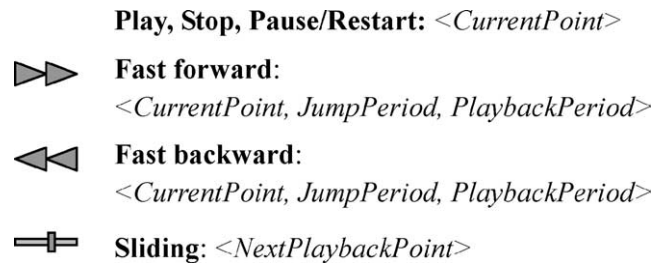 Play, Stop, Pause/Restart: <CurrentPoint>
Fast forward:
<CurrentPoint, JumpPeriod, PlaybackPeriod>
Fast backward:
<CurrentPoint, JumpPeriod, PlaybackPeriod>
Sliding: <NextPlaybackPoint>